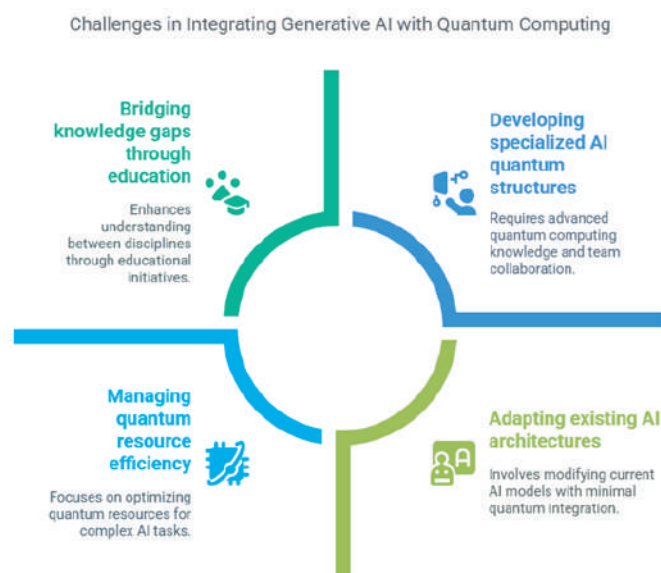 Challenges in Integrating Generative AI with Quantum Computing
Bridging
knowledge gaps
through
education
Enhances
understanding
between disciplines
through educational
initiatives.
Developing
specialized AI
quantum
structures
Requires advanced
quantum computing
knowledge and team
collaboration.
Managing
quantum
resource
efficiency
Focuses on optimizing
quantum resources for
complex AI tasks.
Adapting existing AI
architectures
Involves modifying current
AI models with minimal
quantum integration.